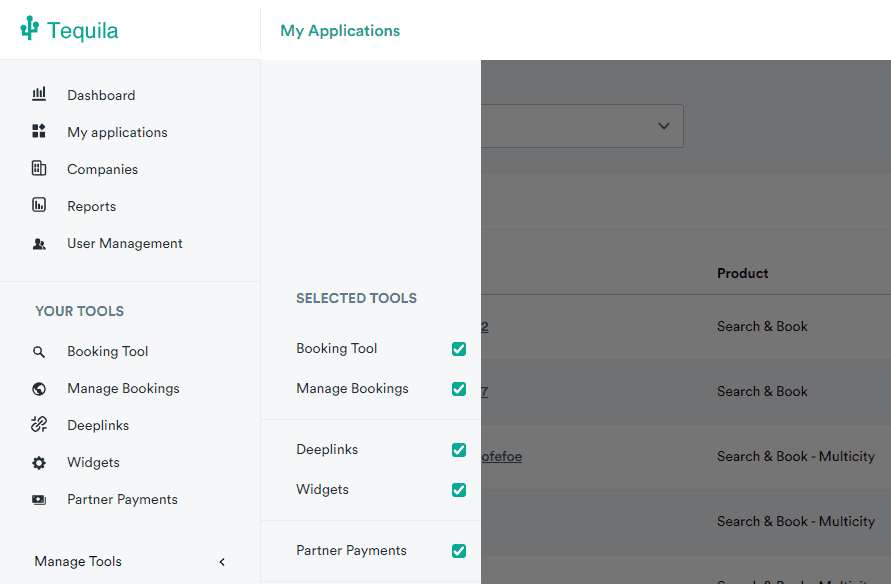 Tequila
My Applications
Dashboard
My applications
Companies
Reports
User Management
YOUR TOOLS
Booking Tool
Manage Bookings
Deeplinks
Widgets
Partner Payments
Manage Tools
SELECTED TOOLS
Booking Tool
Manage Bookings
Deeplinks
Widgets
Partner Payments
Product
2 Search & Book
7 Search & Book
ofefoe Search & Book - Multicity
Search & Book - Multicity